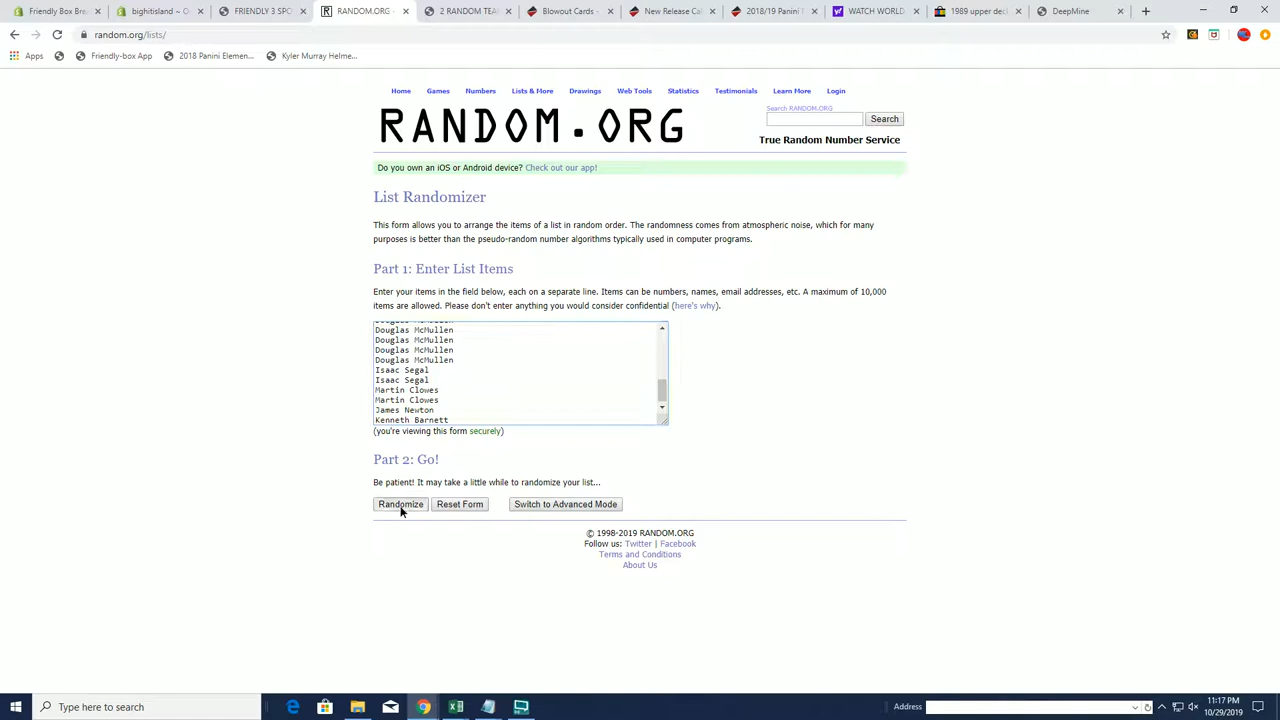 Friendly Box Bre
bighisland ~ O
FRIENDLY 3 SPO
RANDOM.ORG -
2 RANDOM TEA
Blowout Cards -
New Release Ca
2018/19 Panini
WATCH WORLD
1989 upper deck
DeepMine
random.org/lists/
Apps
Friendly-box App
2018 Panini Elemen...
Kyler Murray Helme...
Home
Games
Numbers
Lists & More
Drawings
Web Tools
Statistics
Testimonials
Learn More
Login
RANDOM.ORG
Search RANDOM.ORG
Search
True Random Number Service
Do you own an iOS or Android device? Check out our app!
List Randomizer
This form allows you to arrange the items of a list in random order. The randomness comes from atmospheric noise, which for many
purposes is better than the pseudo-random number algorithms typically used in computer programs.
Part 1: Enter List Items
Enter your items in the field below, each on a separate line. Items can be numbers, names, email addresses, etc. A maximum of 10,000
items are allowed. Please don't enter anything you would consider confidential (here's why).
Douglas McMullen
Douglas McMullen
Douglas McMullen
Douglas McMullen
Douglas McMullen
Isaac Segal
Isaac Segal
Martin Clowes
Martin Clowes
James Newton
Kenneth Barnett
(you're viewing this form securely)
Part 2: Go!
Be patient! It may take a little while to randomize your list...
Randomize
Reset Form
Switch to Advanced Mode
© 1998-2019 RANDOM.ORG
Follow us: Twitter | Facebook
Terms and Conditions
About Us
Type here to search
Address
11:17 PM
10/29/2019